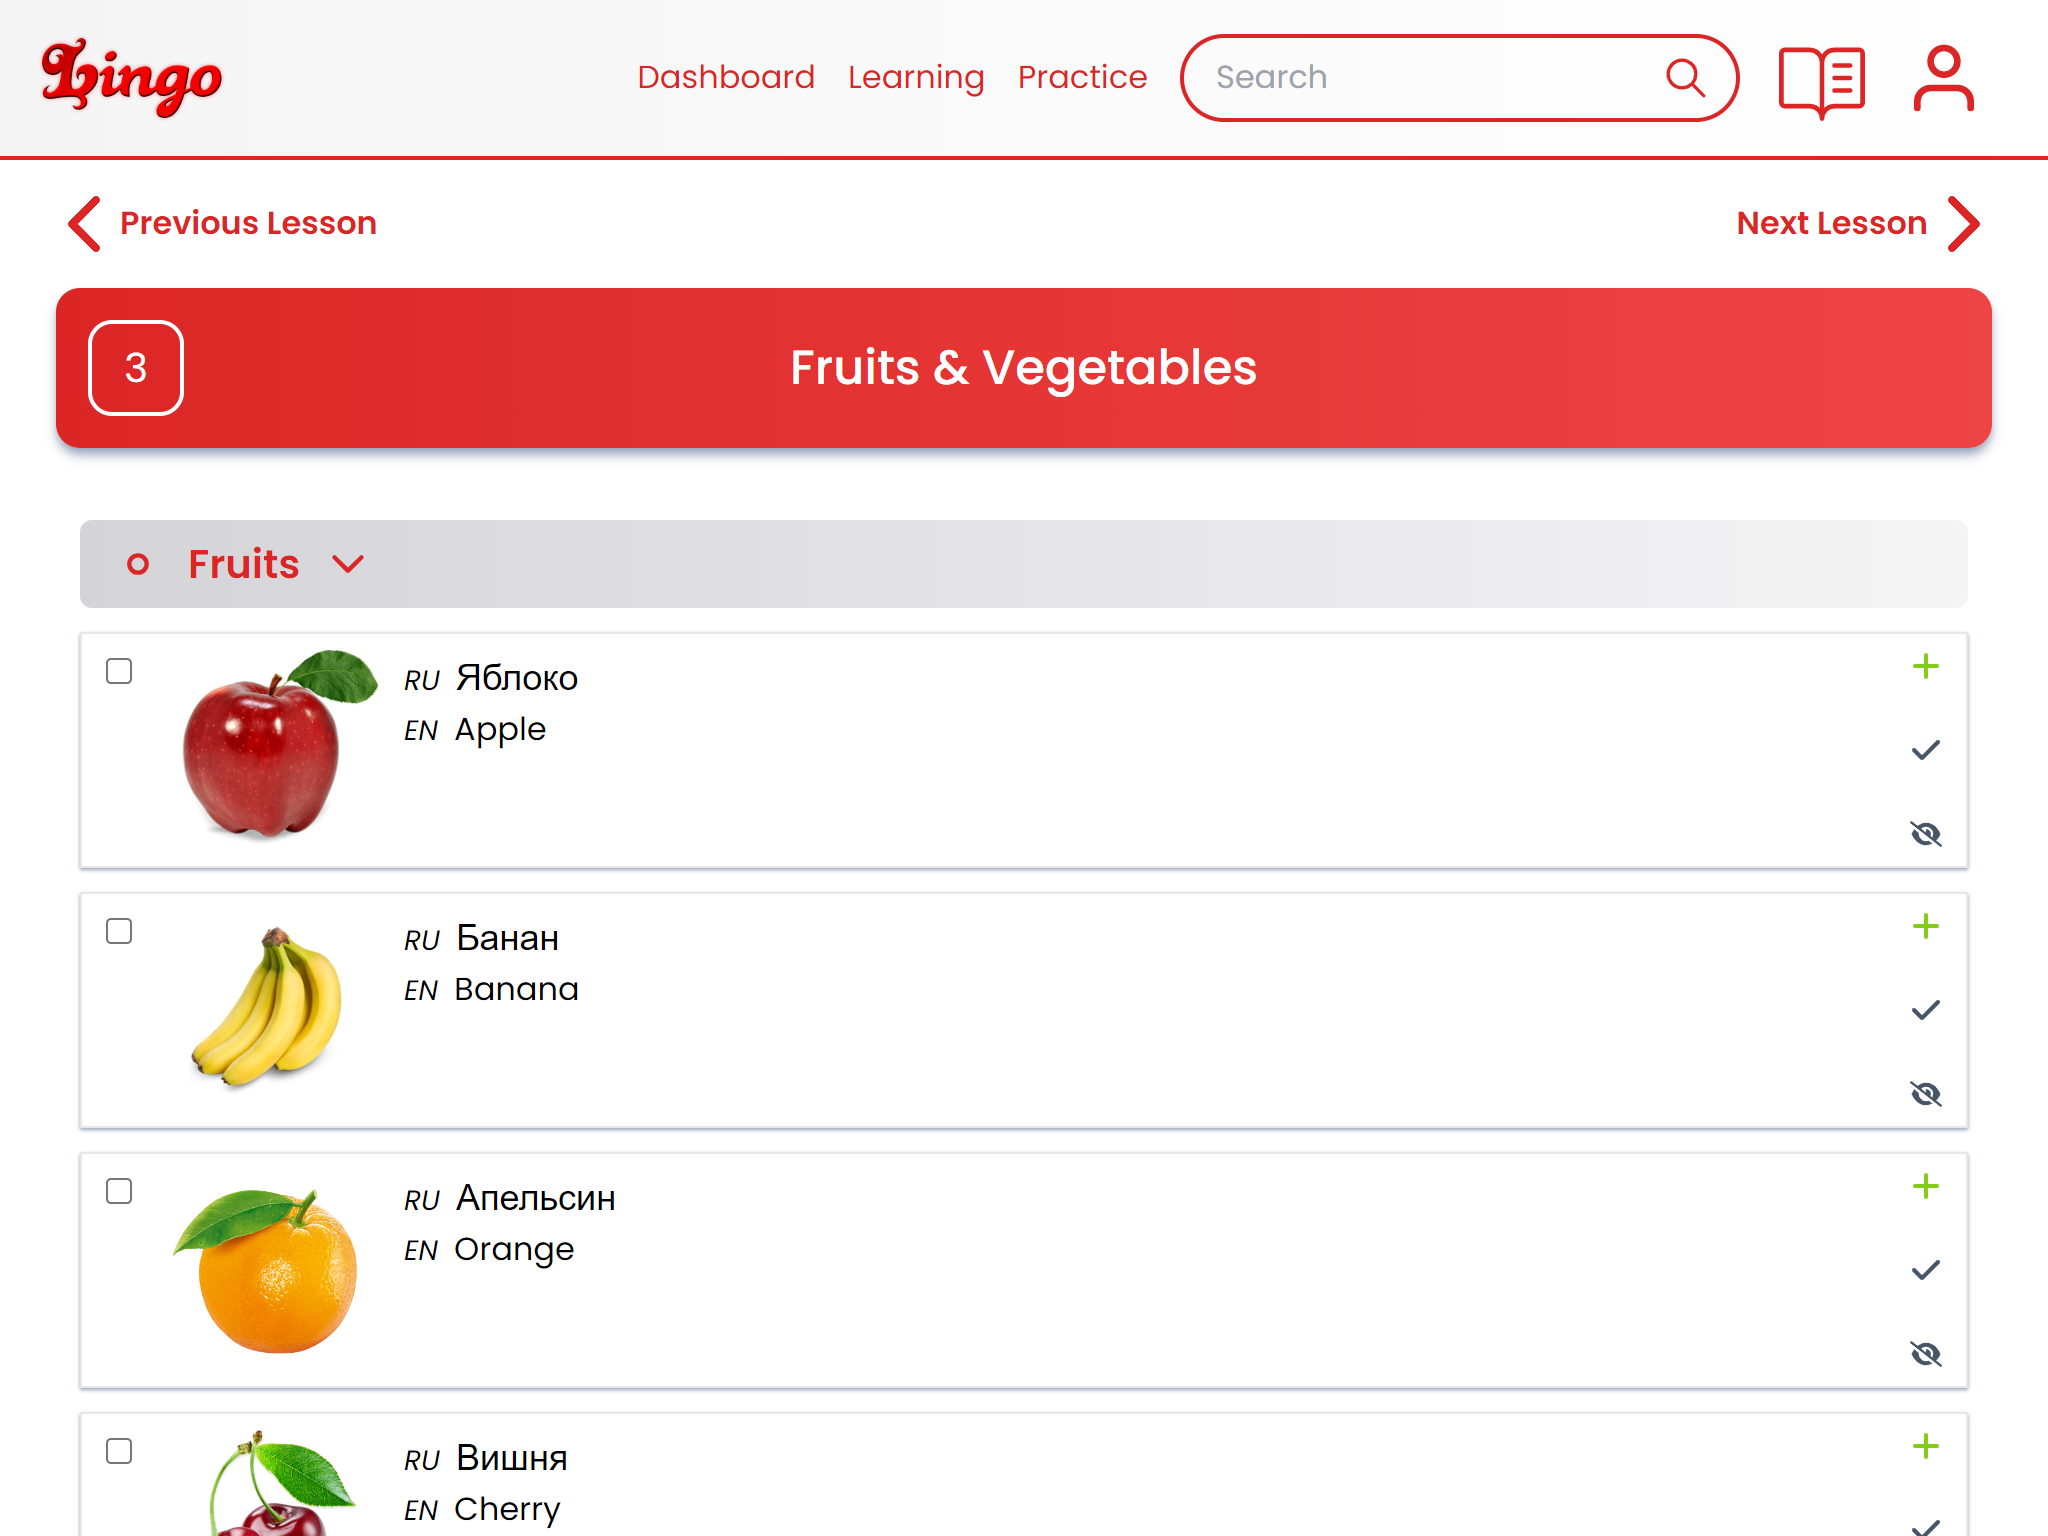 Lingo
Dashboard Learning Practice Search
Previous Lesson
Next Lesson
3
Fruits & Vegetables
Fruits
RU Яблоко
EN Apple
RU Банан
EN Banana
RU Апельсин
EN Orange
RU Вишня
EN Cherry